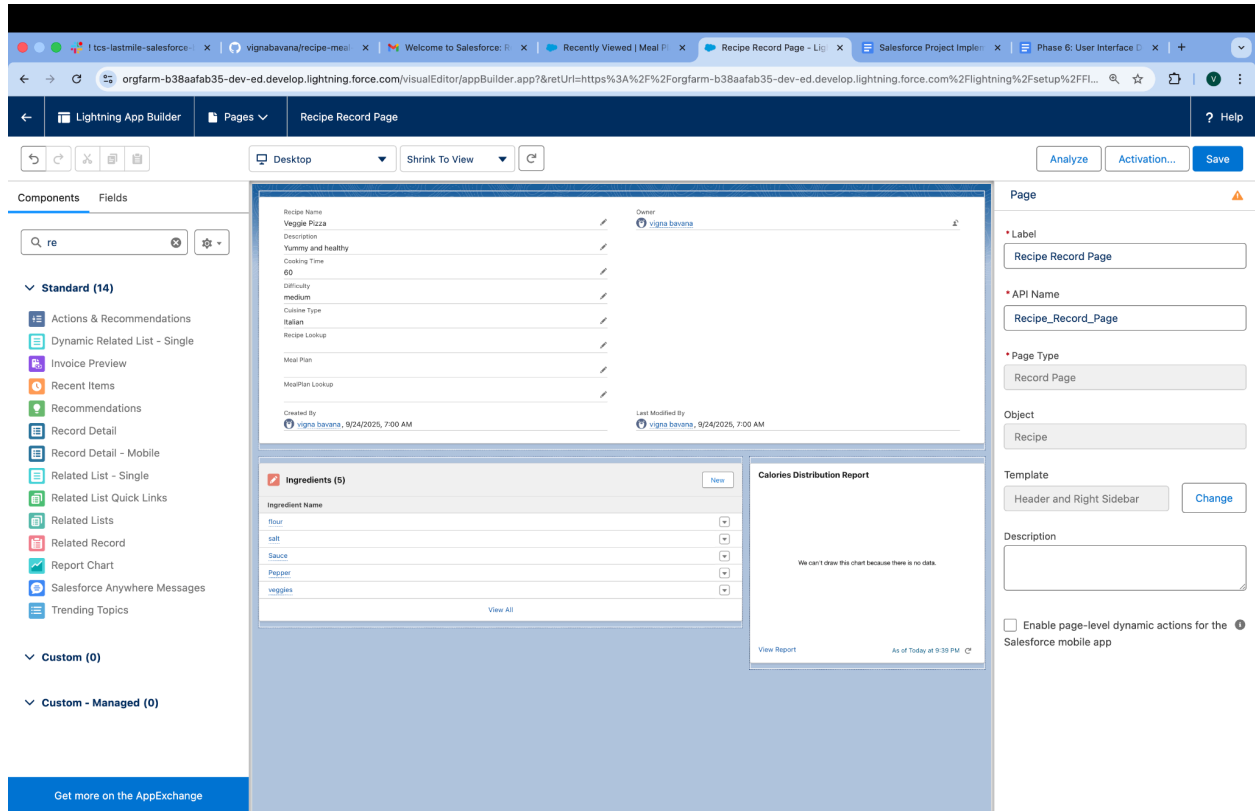 ! tcs-lastmile-salesforce-
vignabavana/recipe-meal
Welcome to Salesforce: R
Recently Viewed | Meal Pl
Recipe Record Page - Lig
Salesforce Project Implen
Phase 6: User Interface D
orgfarm-b38aafab35-dev-ed.develop.lightning.force.com/visualEditor/appBuilder.app?&retUrl=https%3A%2F%2Forgfarm-b38aafab35-dev-ed.develop.lightning.force.com%2Flightning%2Fsetup%2FFl...
V
Lightning App Builder
Pages
Recipe Record Page
? Help
Desktop
Shrink To View
Analyze
Activation...
Save
Components
Fields
re
Standard (14)
Actions & Recommendations
Dynamic Related List - Single
Invoice Preview
Recent Items
Recommendations
Record Detail
Record Detail - Mobile
Related List - Single
Related List Quick Links
Related Lists
Related Record
Report Chart
Salesforce Anywhere Messages
Trending Topics
Custom (0)
Custom - Managed (0)
Get more on the AppExchange
Recipe Name
Veggie Pizza
Description
Yummy and healthy
Cooking Time
60
Difficulty
medium
Cuisine Type
Italian
Recipe Lookup
Meal Plan
MealPlan Lookup
Created By
vigna bavana, 9/24/2025, 7:00 AM
Owner
vigna bavana
Last Modified By
vigna bavana, 9/24/2025, 7:00 AM
Ingredients (5)
New
Ingredient Name
flour
salt
Sauce
Pepper
veggies
View All
Calories Distribution Report
We can't draw this chart because there is no data.
View Report
As of Today at 9:39 PM
Page
* Label
Recipe Record Page
* API Name
Recipe_Record_Page
* Page Type
Record Page
Object
Recipe
Template
Header and Right Sidebar
Change
Description
Enable page-level dynamic actions for the
Salesforce mobile app